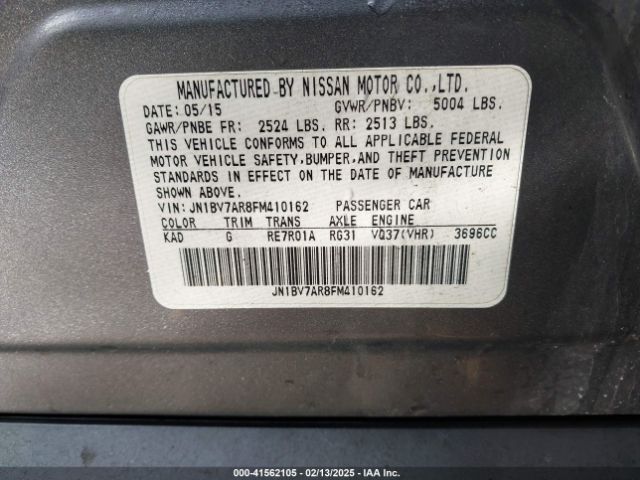 MANUFACTURED BY NISSAN MOTOR CO.,LTD.
DATE: 05/15 GVWR/PNBV: 5004 LBS.
GAWR/PNBE FR: 2524 LBS. RR: 2513 LBS.
THIS VEHICLE CONFORMS TO ALL APPLICABLE FEDERAL
MOTOR VEHICLE SAFETY,BUMPER,AND THEFT PREVENTION
STANDARDS IN EFFECT ON THE DATE OF MANUFACTURE
SHOWN ABOVE.
VIN: JN1BV7AR8FM410162 PASSENGER CAR
COLOR TRIM TRANS AXLE ENGINE
KAD G RE7R01A RG31 VQ37(VHR) 3696CC
JN1BV7AR8FM410162
000-41562105 - 02/13/2025 - IAA Inc.